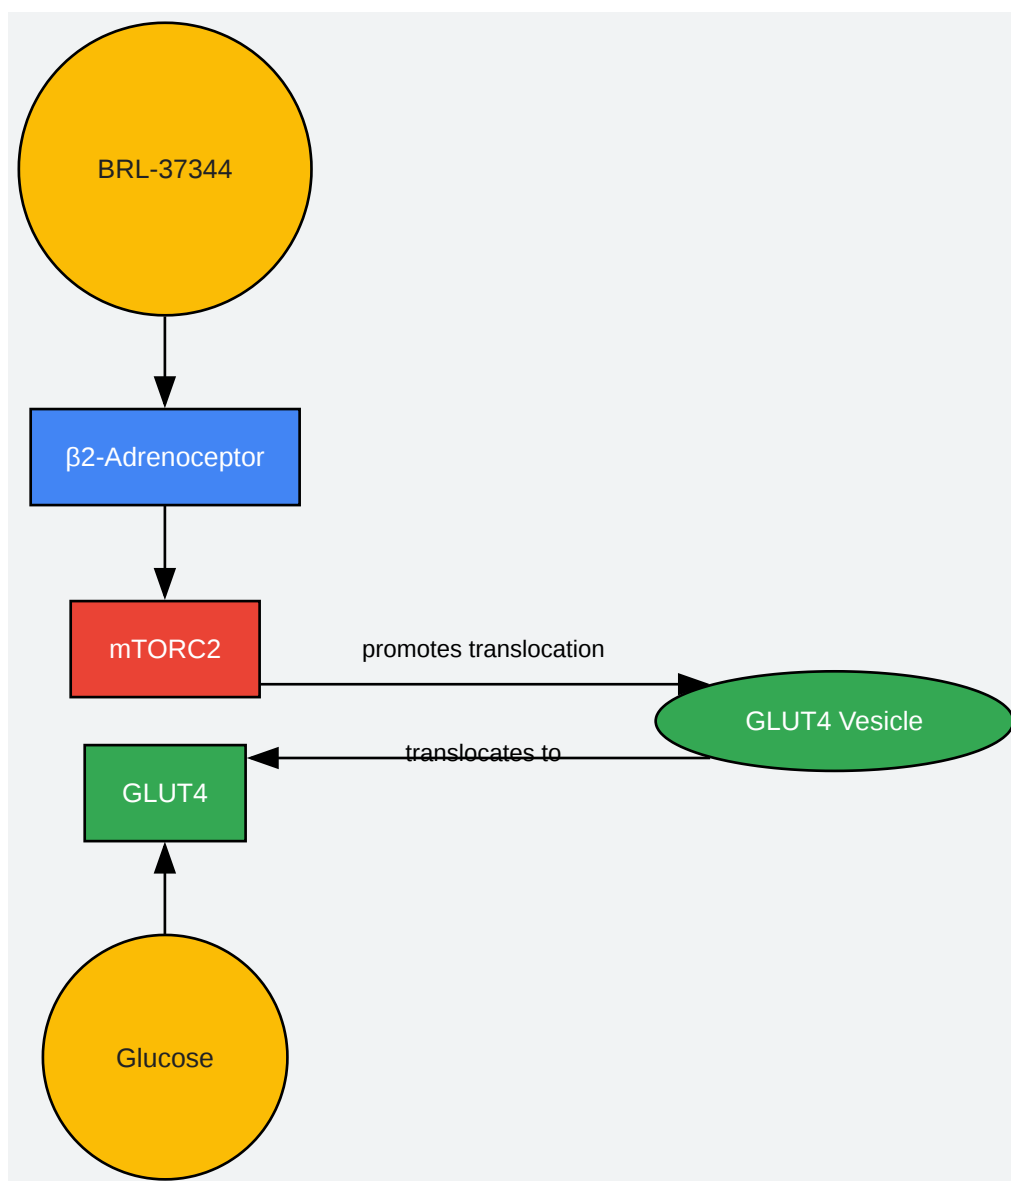 BRL-37344
β2-Adrenoceptor
mTORC2
promotes translocation
GLUT4 Vesicle
translocates to
GLUT4
Glucose